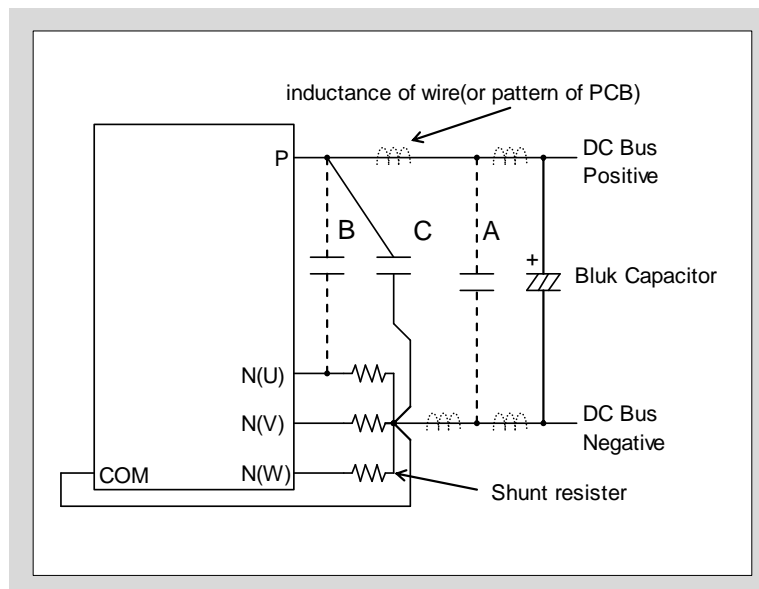 inductance of wire(or pattern of PCB)
P
DC Bus
Positive
B
C
A
+
Bluk Capacitor
N(U)
N(V)
DC Bus
Negative
COM
N(W)
Shunt resister